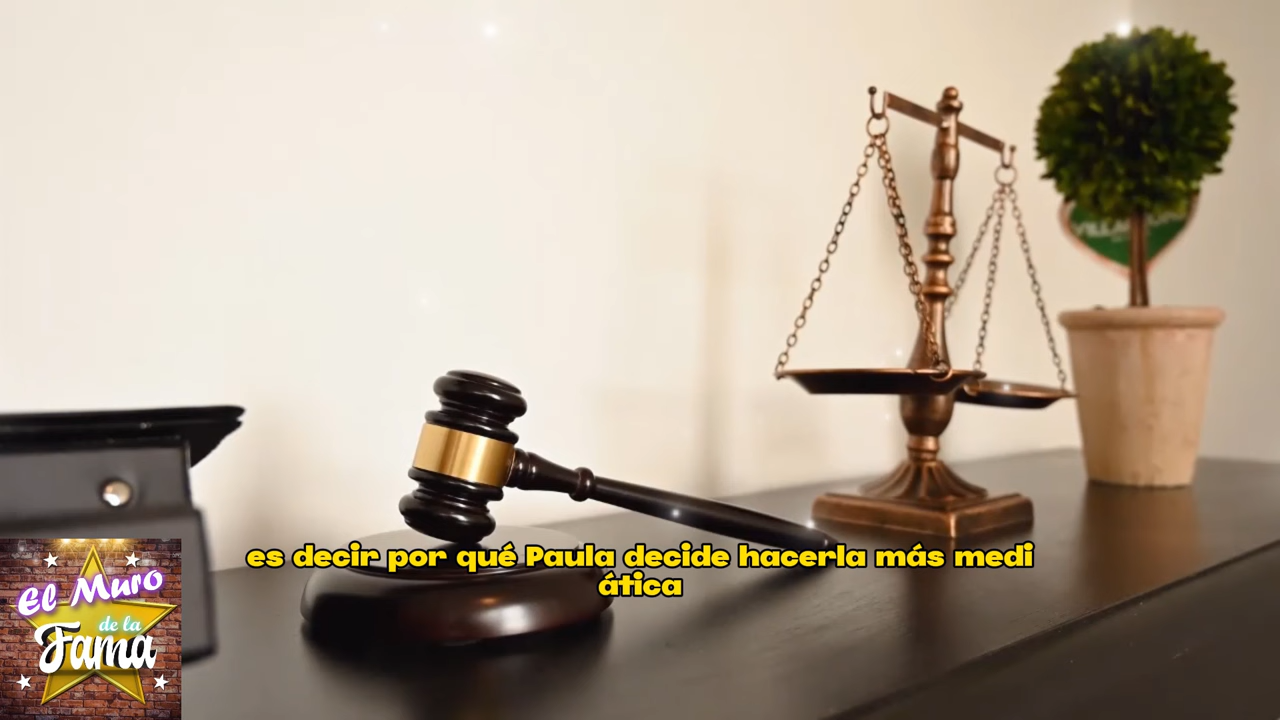 es decir por qué Paula decide hacerla más medi
ática
El Muro
de la
Fama